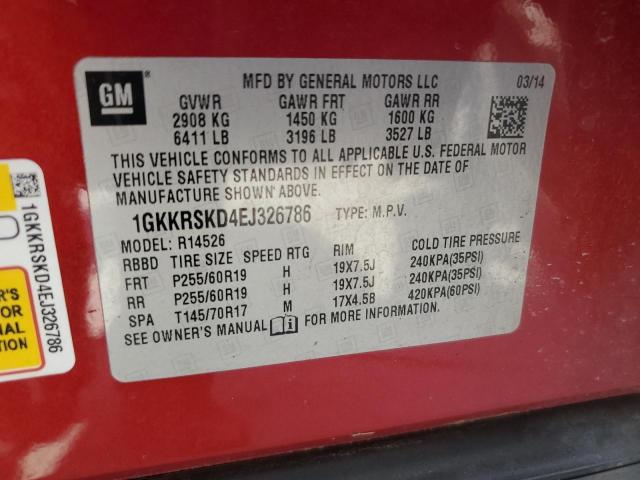 GM
MFD BY GENERAL MOTORS LLC 03/14
GVWR GAWR FRT GAWR RR
2908 KG 1450 KG 1600 KG
6411 LB 3196 LB 3527 LB
THIS VEHICLE CONFORMS TO ALL APPLICABLE U.S. FEDERAL MOTOR
VEHICLE SAFETY STANDARDS IN EFFECT ON THE DATE OF
MANUFACTURE SHOWN ABOVE.
1GKKRSKD4EJ326786 TYPE: M.P.V.
MODEL: R14526
RBBD TIRE SIZE SPEED RTG RIM COLD TIRE PRESSURE
FRT P255/60R19 H 19X7.5J 240KPA(35PSI)
RR P255/60R19 H 19X7.5J 240KPA(35PSI)
SPA T145/70R17 M 17X4.5B 420KPA(60PSI)
SEE OWNER'S MANUAL FOR MORE INFORMATION.
1GKKRSKD4EJ326786
ER'S
FOR
NAL
TION